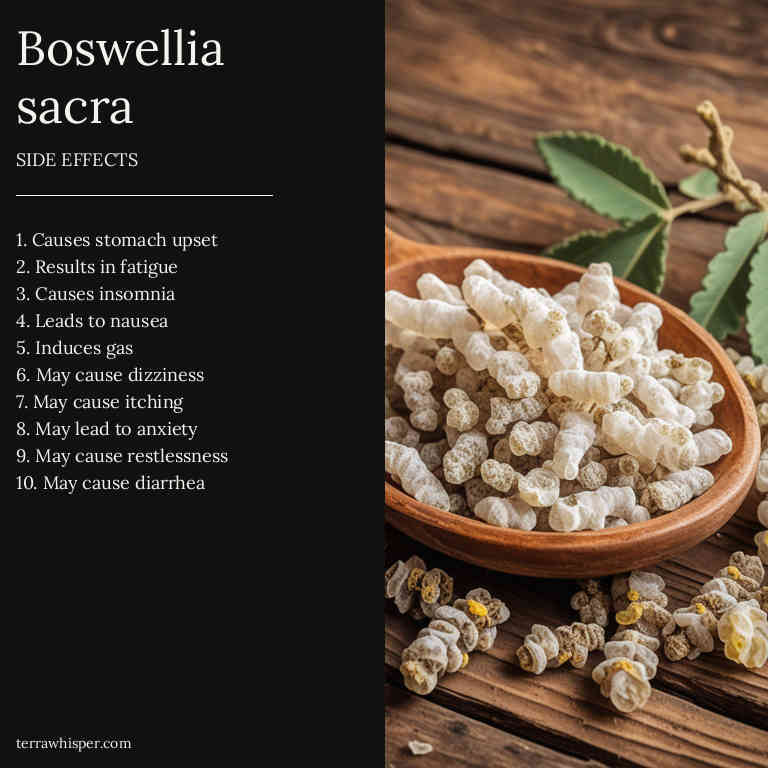 Boswellia
sacra
SIDE EFFECTS
1. Causes stomach upset
2. Results in fatigue
3. Causes insomnia
4. Leads to nausea
5. Induces gas
6. May cause dizziness
7. May cause itching
8. May lead to anxiety
9. May cause restlessness
10. May cause diarrhea
terrawhisper.com